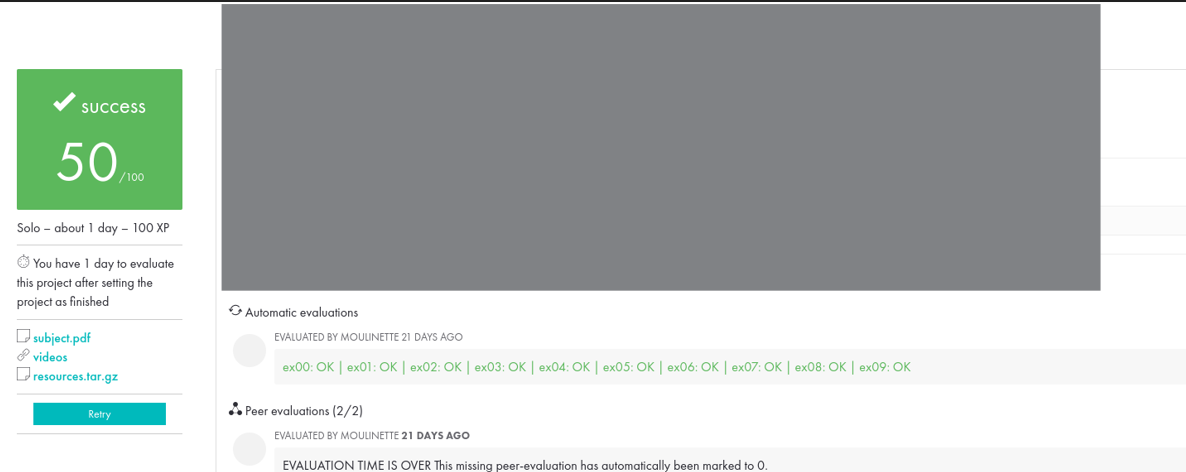 success
50/100
Solo – about 1 day – 100 XP
You have 1 day to evaluate
this project after setting the
project as finished
subject.pdf
videos
resources.tar.gz
Retry
Automatic evaluations
EVALUATED BY MOULINETTE 21 DAYS AGO
ex00: OK | ex01: OK | ex02: OK | ex03: OK | ex04: OK | ex05: OK | ex06: OK | ex07: OK | ex08: OK | ex09: OK
Peer evaluations (2/2)
EVALUATED BY MOULINETTE 21 DAYS AGO
EVALUATION TIME IS OVER This missing peer-evaluation has automatically been marked to 0.